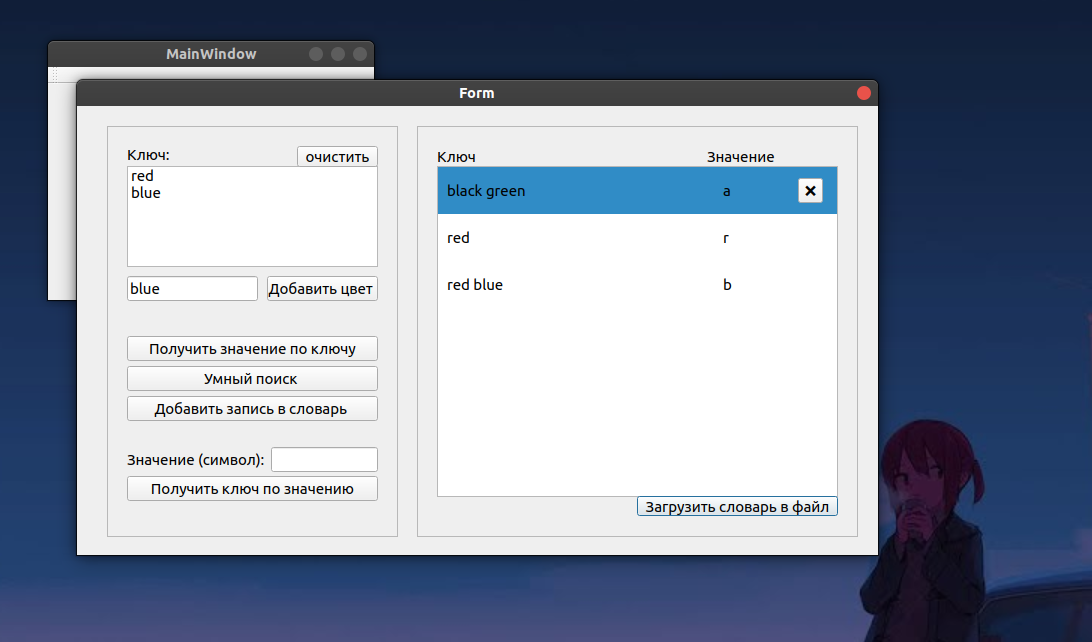 MainWindow
Form
Ключ:
очистить
red
blue
blue
Добавить цвет
Получить значение по ключу
Умный поиск
Добавить запись в словарь
Значение (символ):
Получить ключ по значению
Ключ
Значение
black green
a
red
r
red blue
b
Загрузить словарь в файл